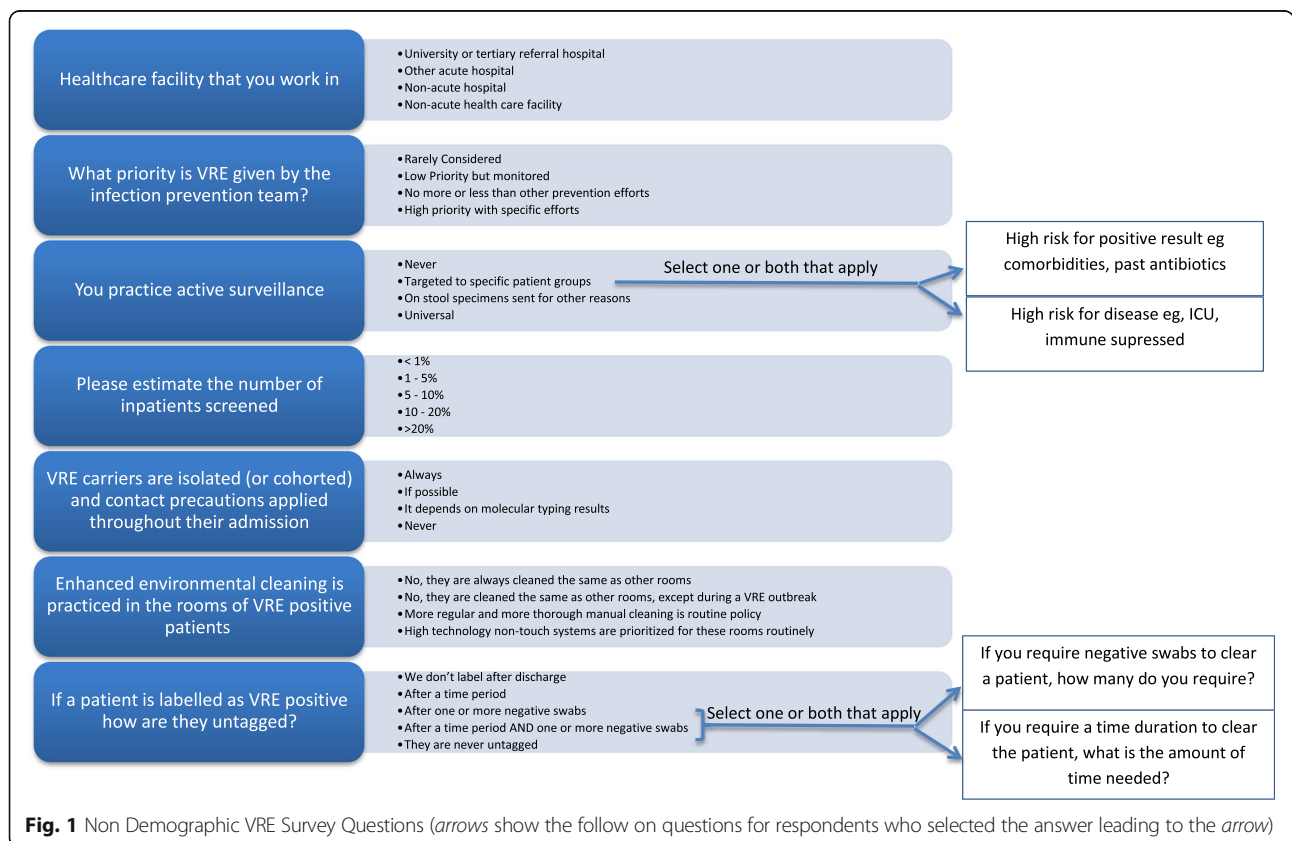 Healthcare facility that you work in
•University or tertiary referral hospital
•Other acute hospital
•Non-acute hospital
•Non-acute health care facility
What priority is VRE given by the
infection prevention team?
•Rarely Considered
•Low Priority but monitored
•No more or less than other prevention efforts
•High priority with specific efforts
You practice active surveillance
•Never
•Targeted to specific patient groups
•On stool specimens sent for other reasons
•Universal
Select one or both that apply
High risk for positive result eg
comorbidities, past antibiotics
High risk for disease eg, ICU,
immune supressed
Please estimate the number of
inpatients screened
•< 1%
•1 - 5%
•5 - 10%
•10 - 20%
•>20%
VRE carriers are isolated (or cohorted)
and contact precautions applied
throughout their admission
•Always
•If possible
•It depends on molecular typing results
•Never
Enhanced environmental cleaning is
practiced in the rooms of VRE positive
patients
•No, they are always cleaned the same as other rooms
•No, they are cleaned the same as other rooms, except during a VRE outbreak
•More regular and more thorough manual cleaning is routine policy
•High technology non-touch systems are prioritized for these rooms routinely
If a patient is labelled as VRE positive
how are they untagged?
•We don't label after discharge
•After a time period
•After one or more negative swabs
•After a time period AND one or more negative swabs
•They are never untagged
Select one or both that apply
If you require negative swabs to clear
a patient, how many do you require?
If you require a time duration to clear
the patient, what is the amount of
time needed?
Fig. 1 Non Demographic VRE Survey Questions (arrows show the follow on questions for respondents who selected the answer leading to the arrow)